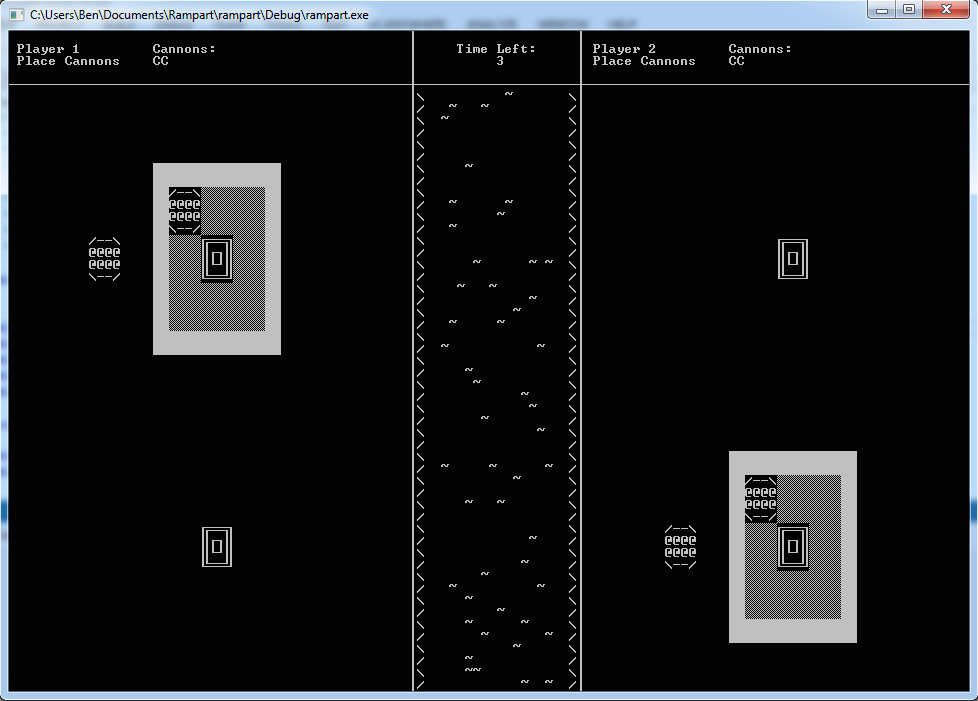 C:\Users\Ben\Documents\Rampart\rampart\Debug\rampart.exe
Player 1 Cannons: Time Left: Player 2 Cannons:
Place Cannons CC 3 Place Cannons CC